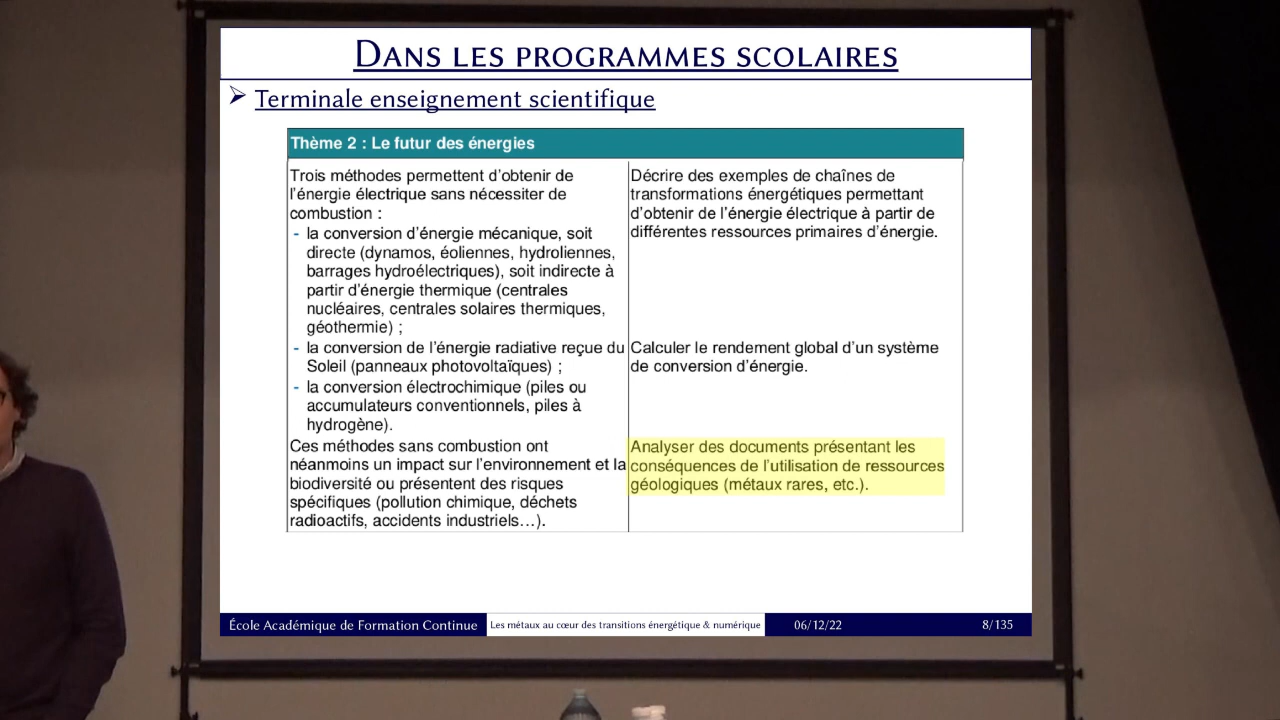 DANS LES PROGRAMMES SCOLAIRES
Terminale enseignement scientifique
Thème 2 : Le futur des énergies
Trois méthodes permettent d'obtenir de
l'énergie électrique sans nécessiter de
combustion :
- la conversion d'énergie mécanique, soit
directe (dynamos, éoliennes, hydroliennes,
barrages hydroélectriques), soit indirecte à
partir d'énergie thermique (centrales
nucléaires, centrales solaires thermiques,
géothermie) ;
- la conversion de l'énergie radiative reçue du
Soleil (panneaux photovoltaïques) ;
- la conversion électrochimique (piles ou
accumulateurs conventionnels, piles à
hydrogène).
Ces méthodes sans combustion ont
néanmoins un impact sur l'environnement et la
biodiversité ou présentent des risques
spécifiques (pollution chimique, déchets
radioactifs, accidents industriels…).
Décrire des exemples de chaînes de
transformations énergétiques permettant
d'obtenir de l'énergie électrique à partir de
différentes ressources primaires d'énergie.
Calculer le rendement global d'un système
de conversion d'énergie.
Analyser des documents présentant les
conséquences de l'utilisation de ressources
géologiques (métaux rares, etc.).
École Académique de Formation Continue
Les métaux au cœur des transitions énergétique & numérique
06/12/22
8/135